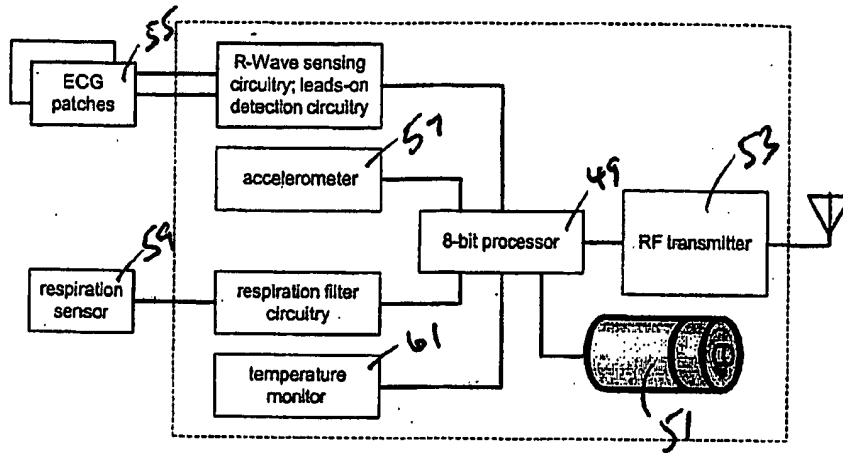 55
ECG
patches
R-Wave sensing
circuitry; leads-on
detection circuitry
57
accelerometer
49
8-bit processor
53
RF transmitter
59
respiration
sensor
respiration filter
circuitry
61
temperature
monitor
51